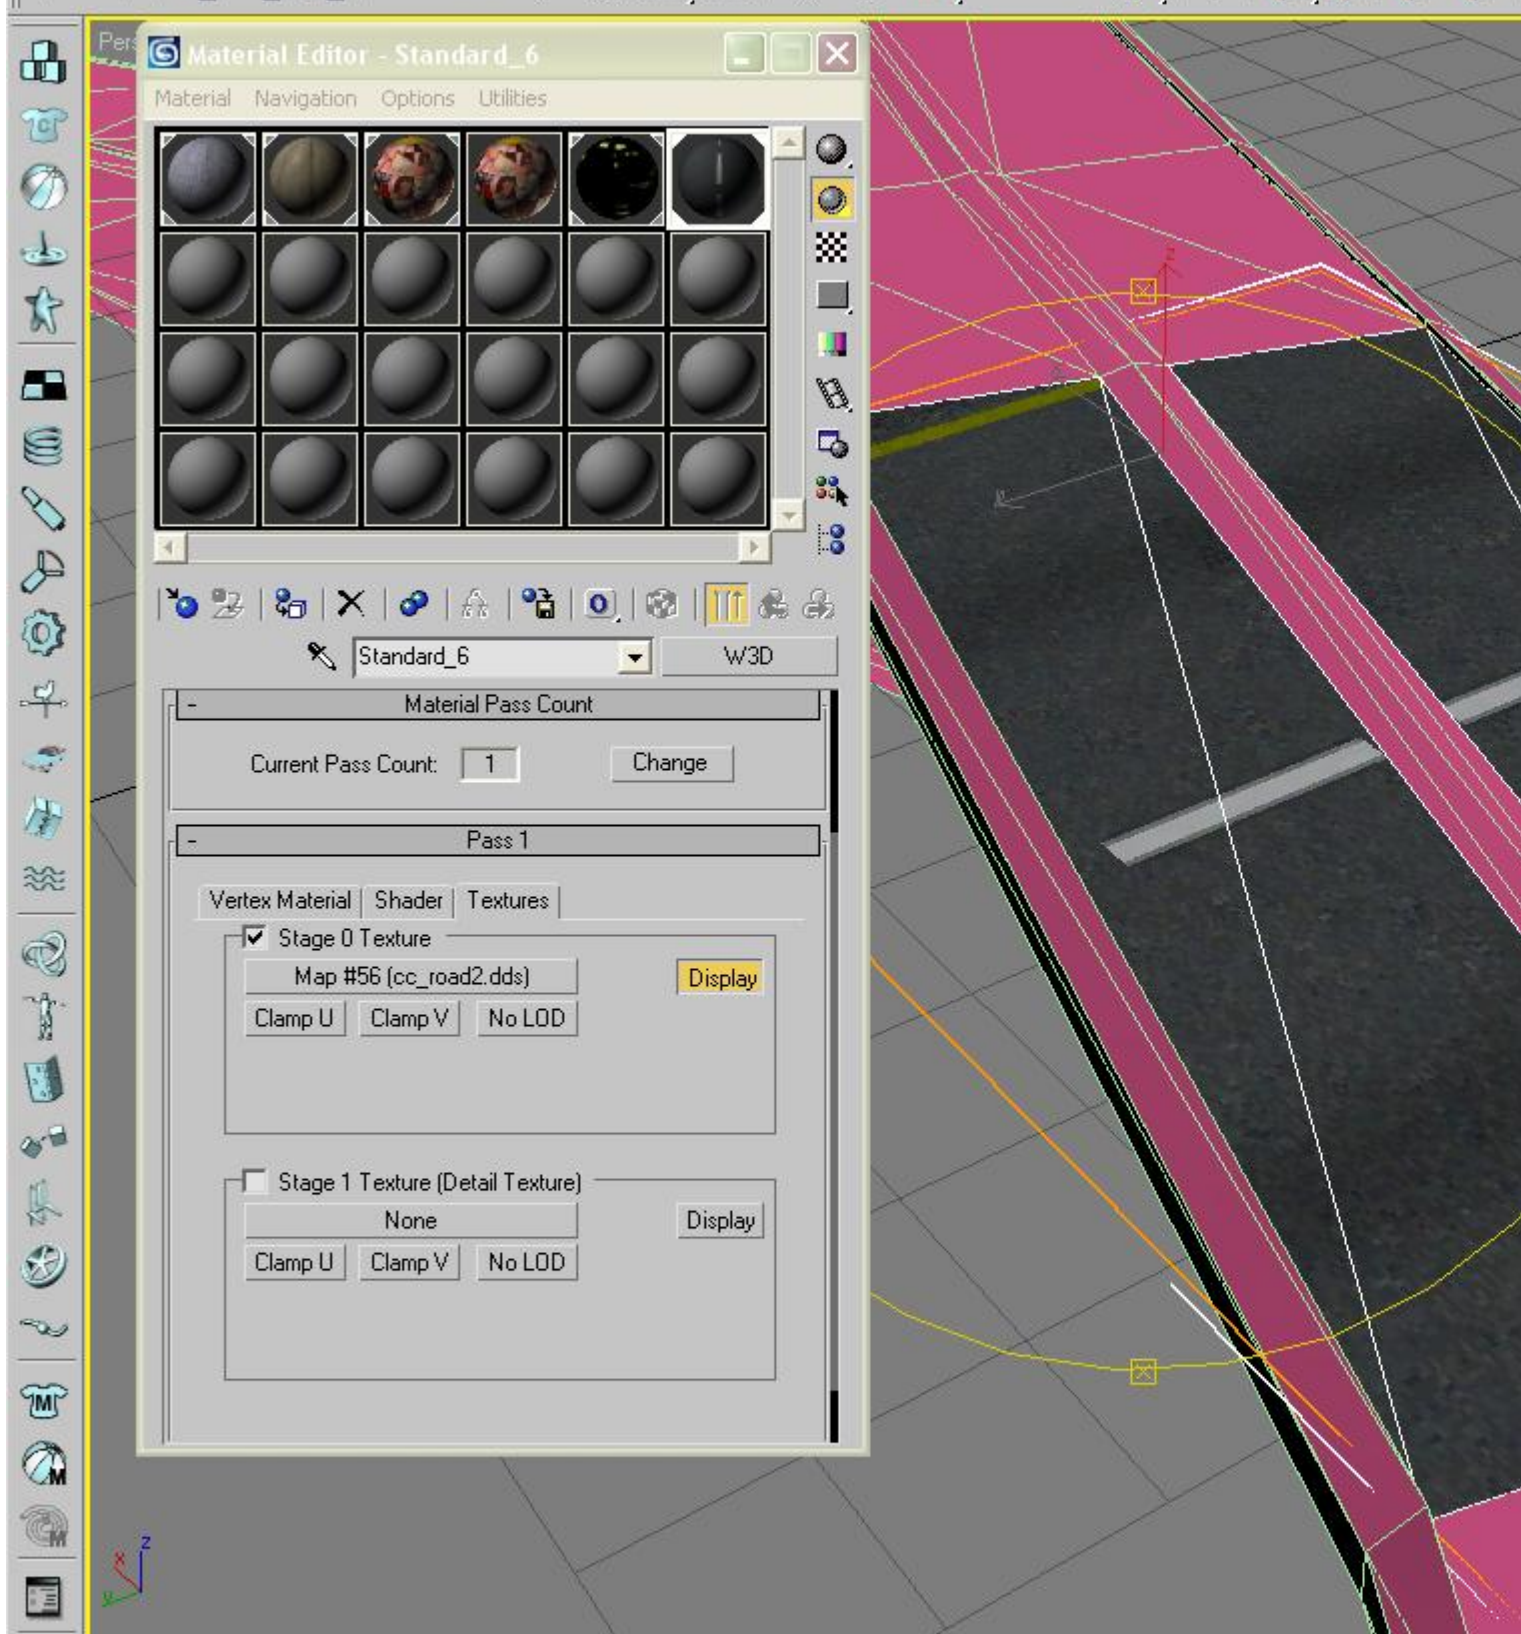 Pers
Material Editor - Standard_6
Material Navigation Options Utilities
Standard_6 W3D
- Material Pass Count
Current Pass Count: 1 Change
- Pass 1
Vertex Material Shader Textures
Stage 0 Texture
Map #56 (cc_road2.dds) Display
Clamp U Clamp V No LOD
Stage 1 Texture (Detail Texture)
None Display
Clamp U Clamp V No LOD
z
x
y
z